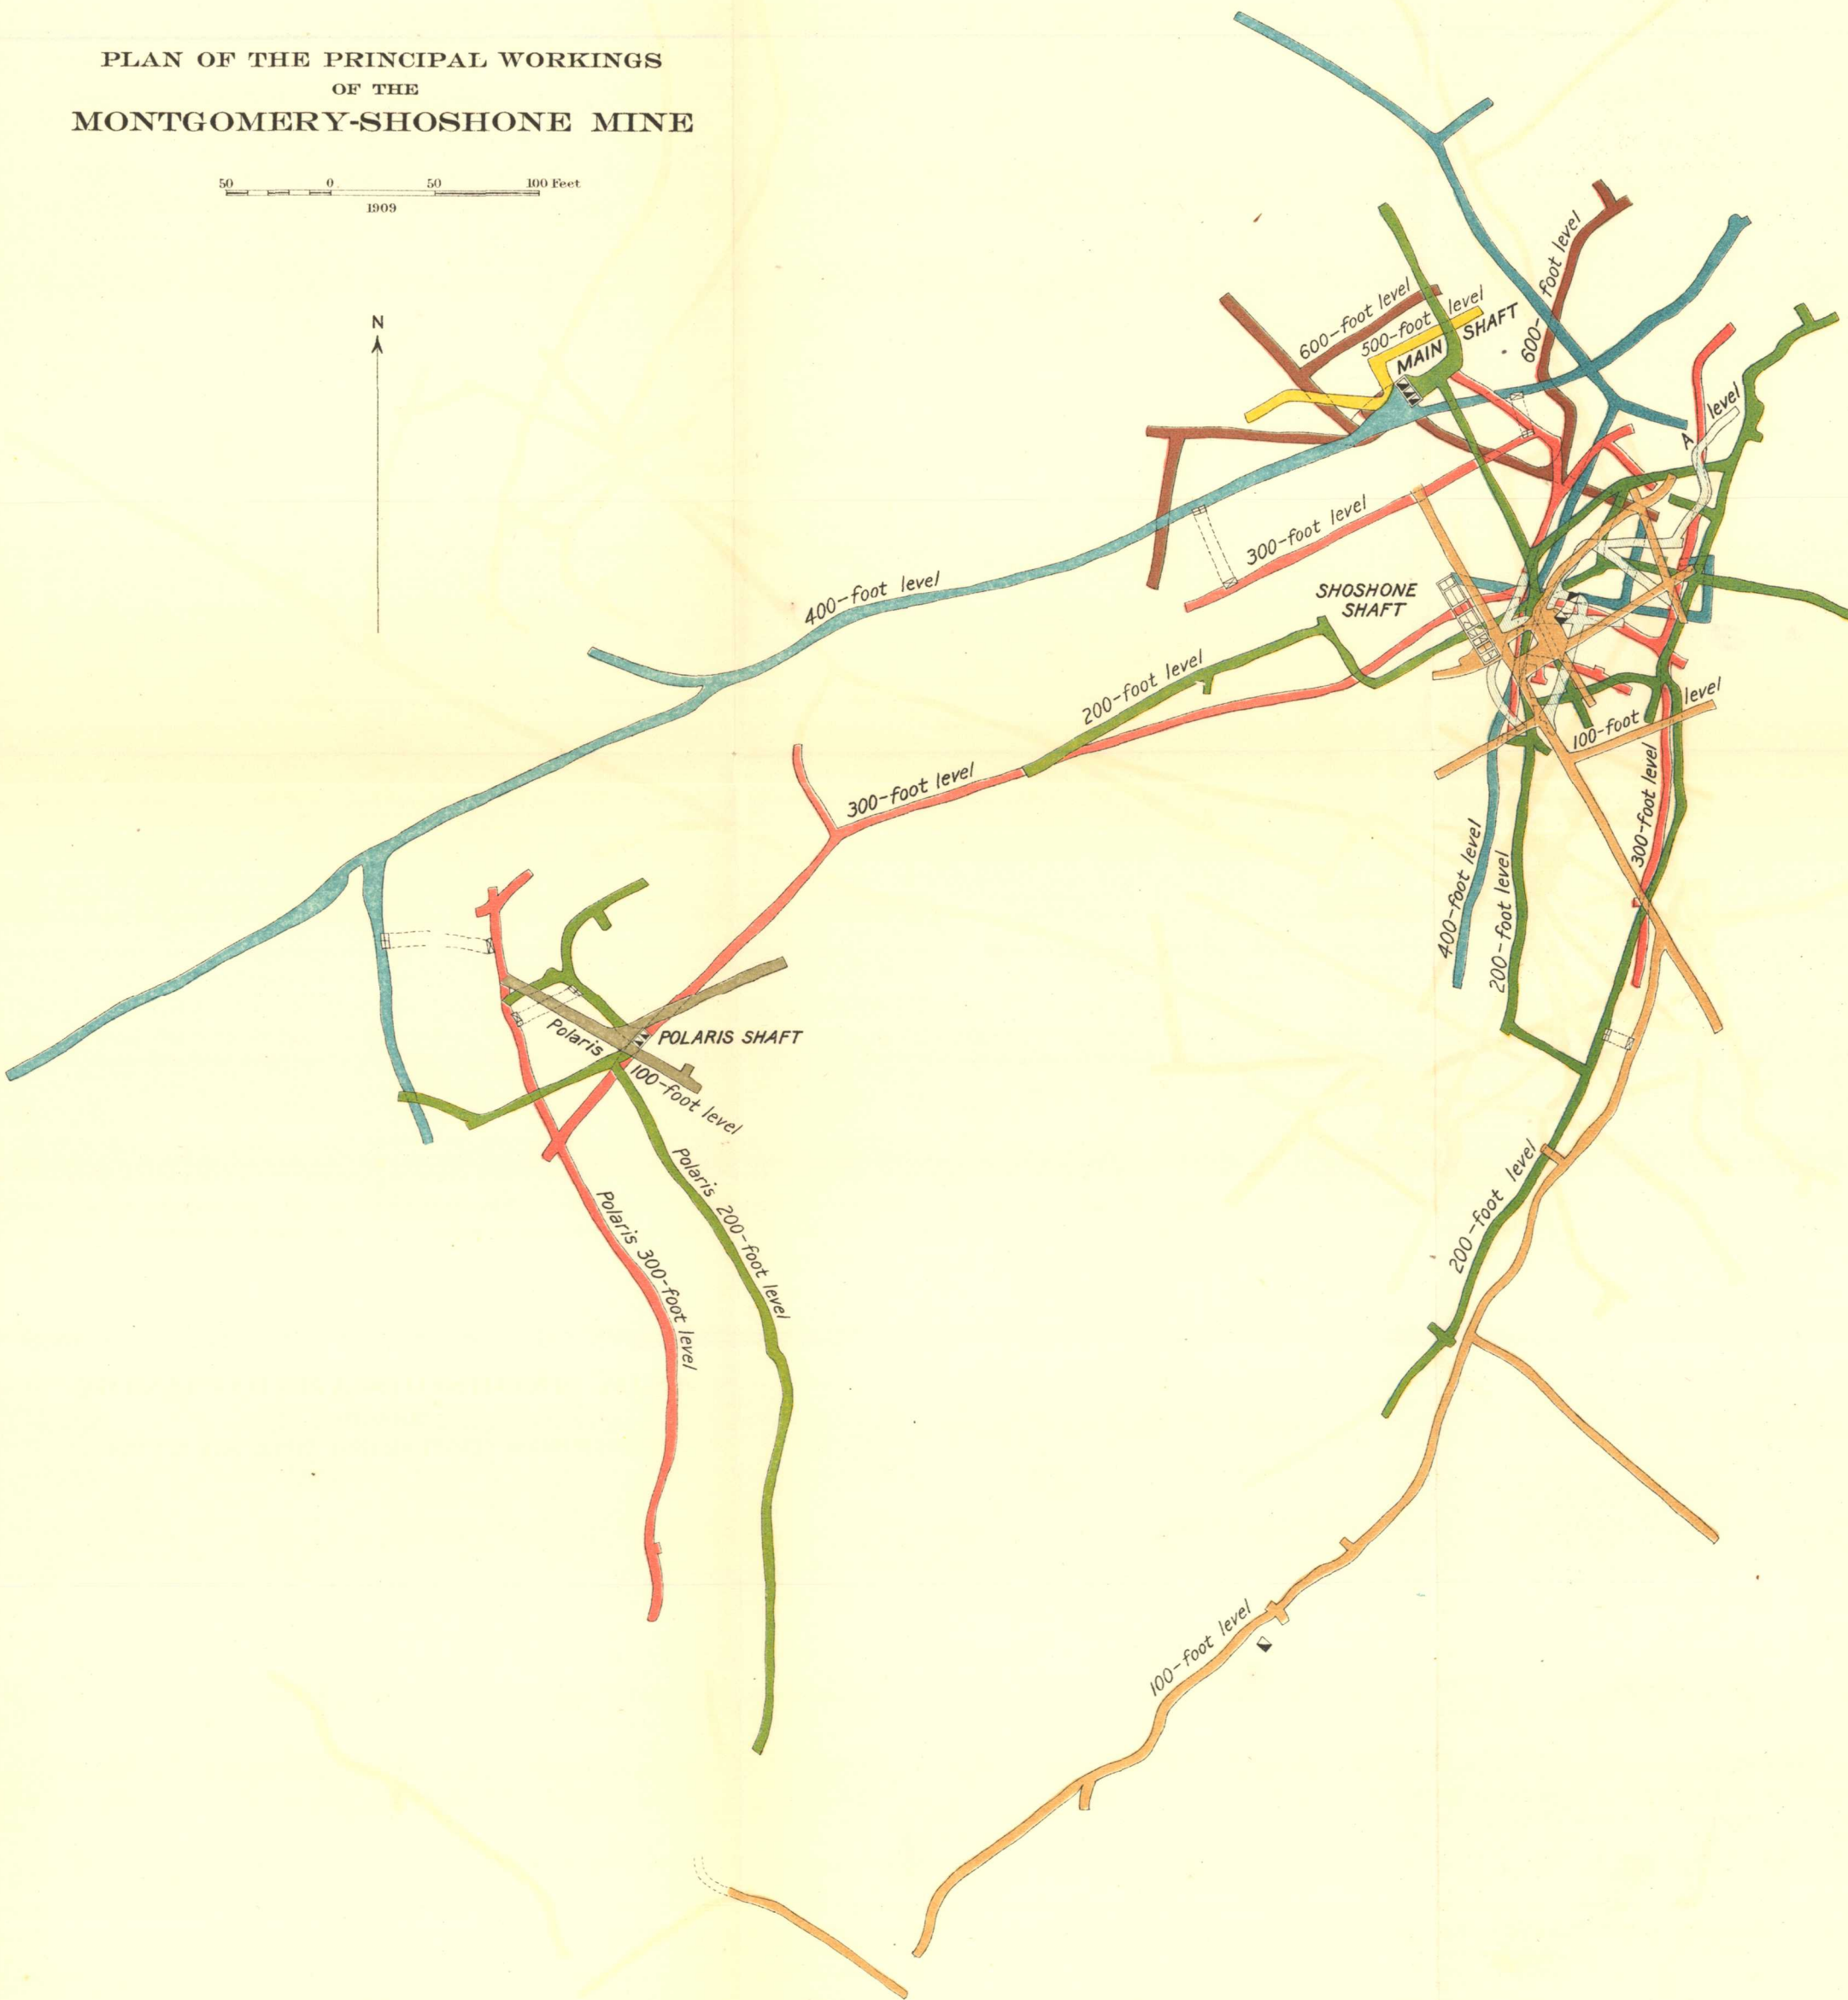 PLAN OF THE PRINCIPAL WORKINGS
OF THE
MONTGOMERY-SHOSHONE MINE
50 0 50 100 Feet
1909
N
600-foot level
600-foot level
500-foot level
MAIN SHAFT
A level
300-foot level
400-foot level
SHOSHONE
SHAFT
200-foot level
100-foot level
300-foot level
300-foot level
400-foot level
200-foot level
POLARIS SHAFT
Polaris
100-foot level
Polaris 200-foot level
Polaris 300-foot level
200-foot level
100-foot level